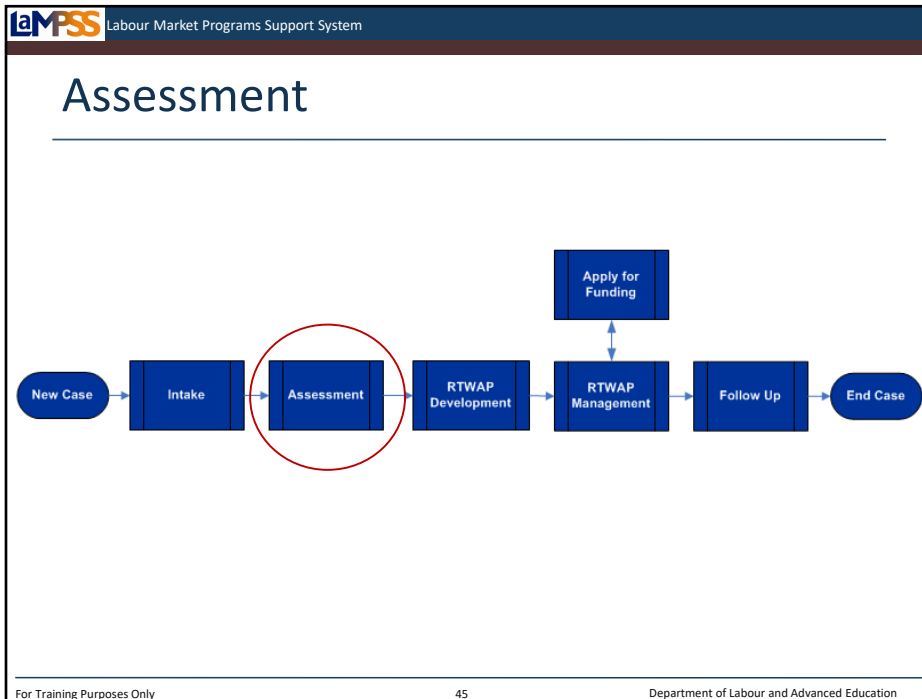 LaMPSS Labour Market Programs Support System
Assessment
Apply for
Funding
New Case
Intake
Assessment
RTWAP
Development
RTWAP
Management
Follow Up
End Case
For Training Purposes Only 45 Department of Labour and Advanced Education